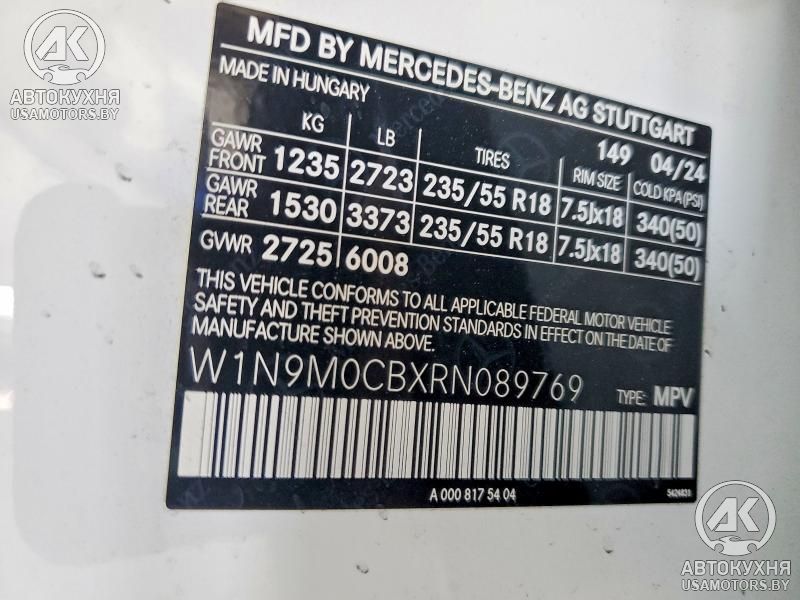 AK
АВТОКУХНЯ
USAMOTORS.BY
MFD BY MERCEDES-BENZ AG STUTTGART
MADE IN HUNGARY 149 04/24
KG LB TIRES RIM SIZE COLD KPA(PSI)
GAWR FRONT 1235 2723 235/55 R18 7.5Jx18 340(50)
GAWR REAR 1530 3373 235/55 R18 7.5Jx18 340(50)
GVWR 2725 6008
THIS VEHICLE CONFORMS TO ALL APPLICABLE FEDERAL MOTOR VEHICLE
SAFETY AND THEFT PREVENTION STANDARDS IN EFFECT ON THE DATE OF
MANUFACTURE SHOWN ABOVE.
W1N9M0CBXRN089769 TYPE: MPV
A 000 817 54 04 5424831
AK
АВТОКУХНЯ
USAMOTORS.BY